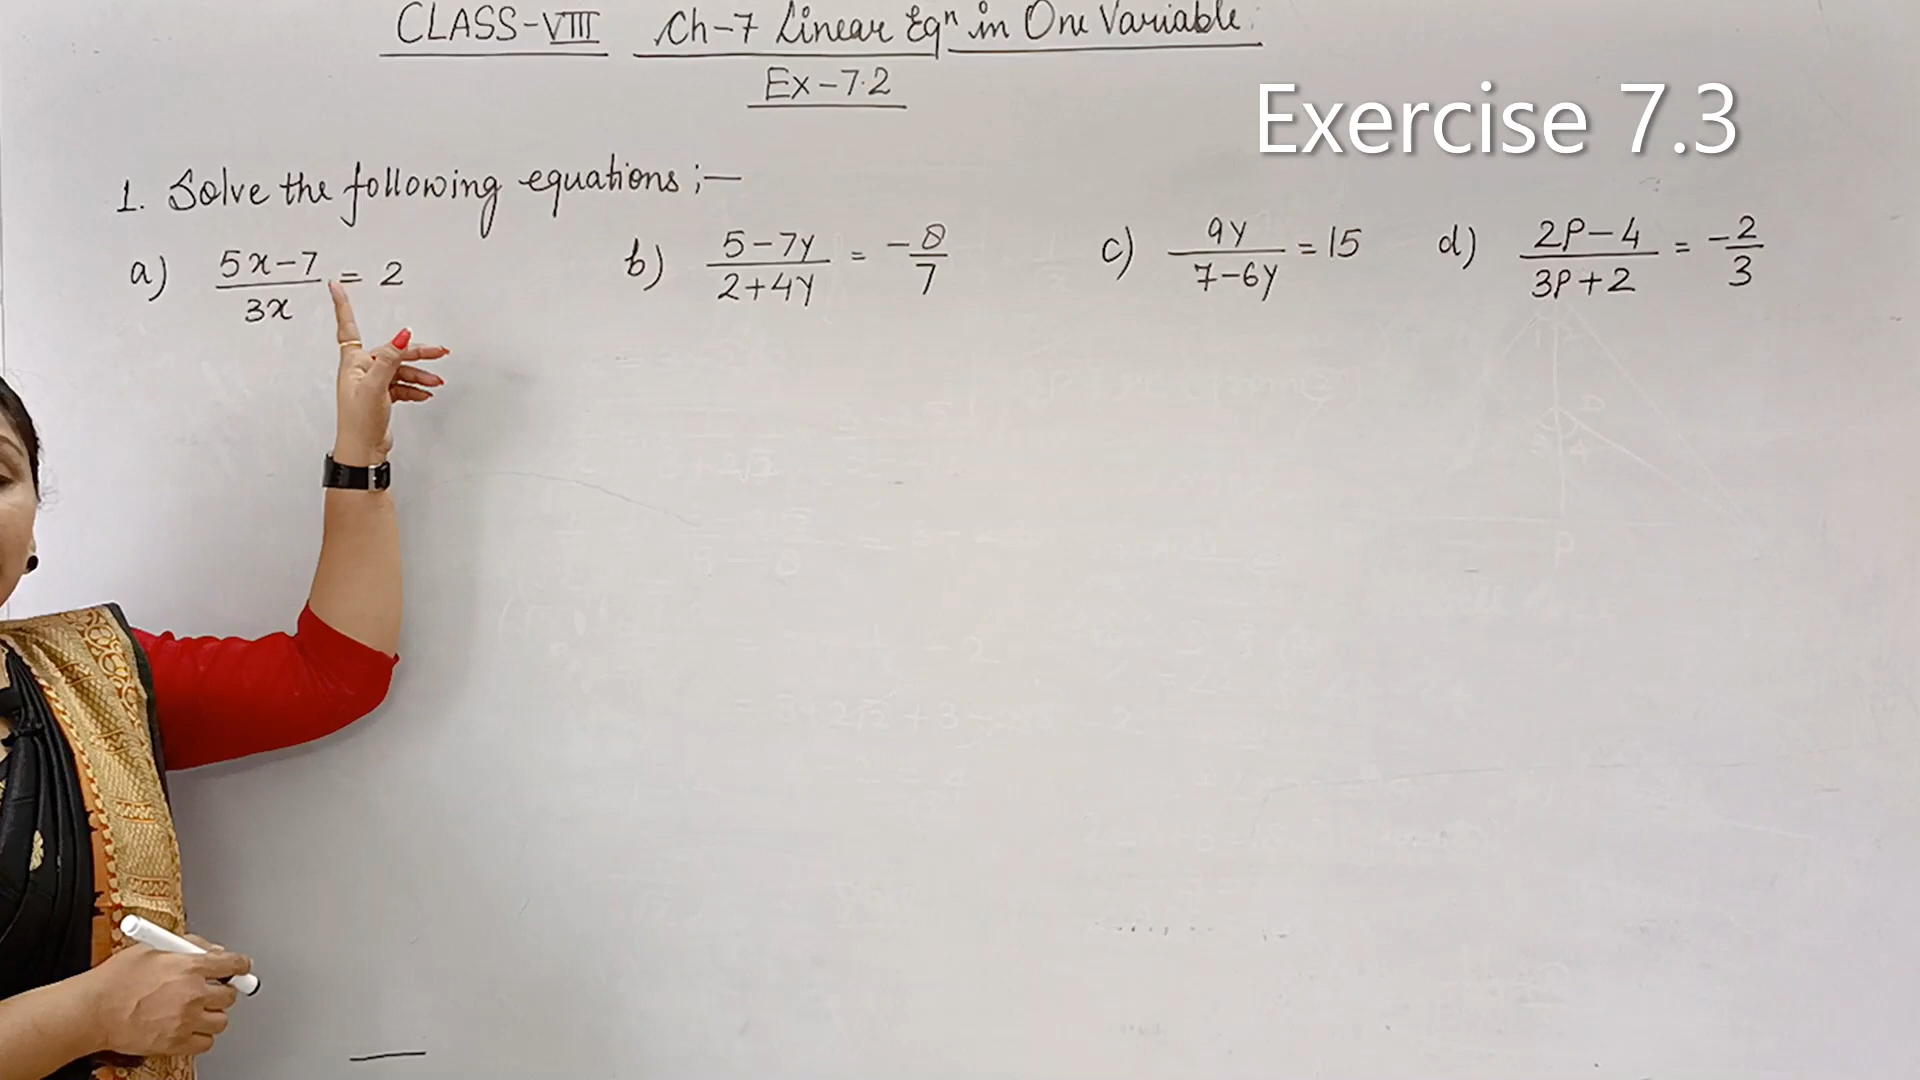 CLASS-VIII Ch-7 Linear Eqⁿ in One Variable.
Ex-7.2
Exercise 7.3
1. Solve the following equations ;—
a) (5x-7)/(3x) = 2 b) (5-7y)/(2+4y) = -8/7 c) (9y)/(7-6y) = 15 d) (2p-4)/(3p+2) = -2/3